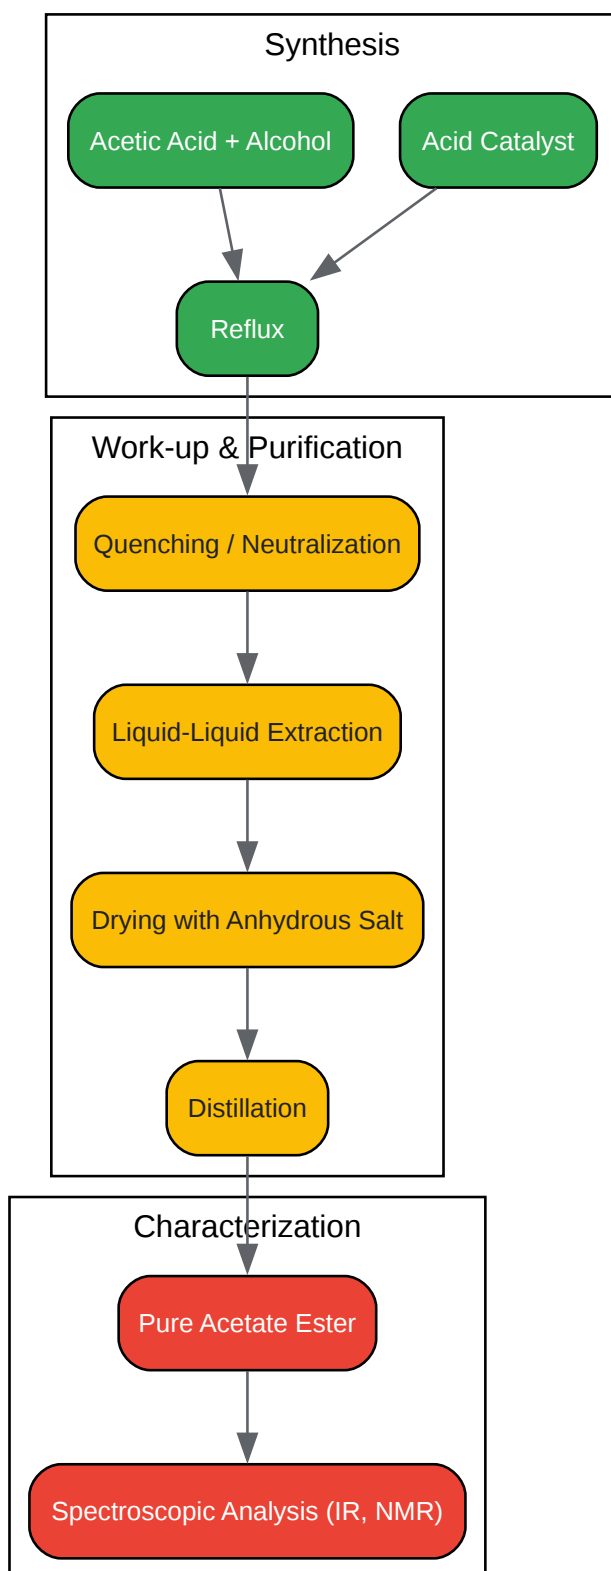 Synthesis
Acetic Acid + Alcohol
Acid Catalyst
Reflux
Work-up & Purification
Quenching / Neutralization
Liquid-Liquid Extraction
Drying with Anhydrous Salt
Distillation
Characterization
Pure Acetate Ester
Spectroscopic Analysis (IR, NMR)